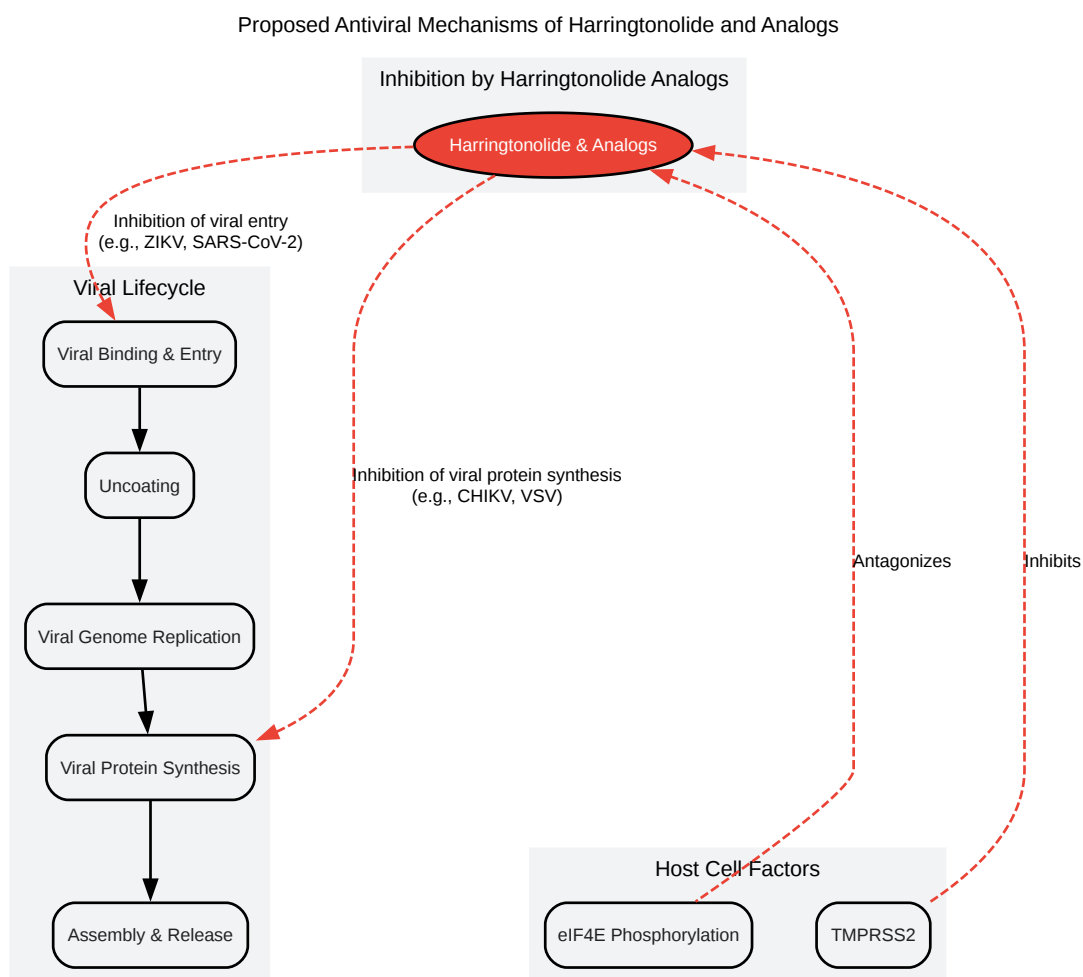 Proposed Antiviral Mechanisms of Harringtonolide and Analogs
Inhibition by Harringtonolide Analogs
Harringtonolide & Analogs
Inhibition of viral entry
(e.g., ZIKV, SARS-CoV-2)
Viral Lifecycle
Viral Binding & Entry
Uncoating
Inhibition of viral protein synthesis
(e.g., CHIKV, VSV)
Antagonizes
Inhibits
Viral Genome Replication
Viral Protein Synthesis
Host Cell Factors
Assembly & Release
eIF4E Phosphorylation
TMPRSS2